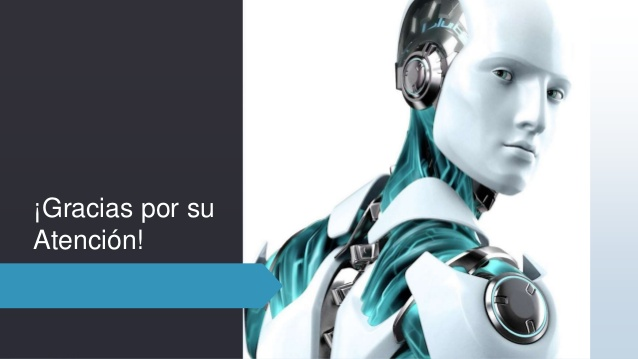 ¡Gracias por su
Atención!